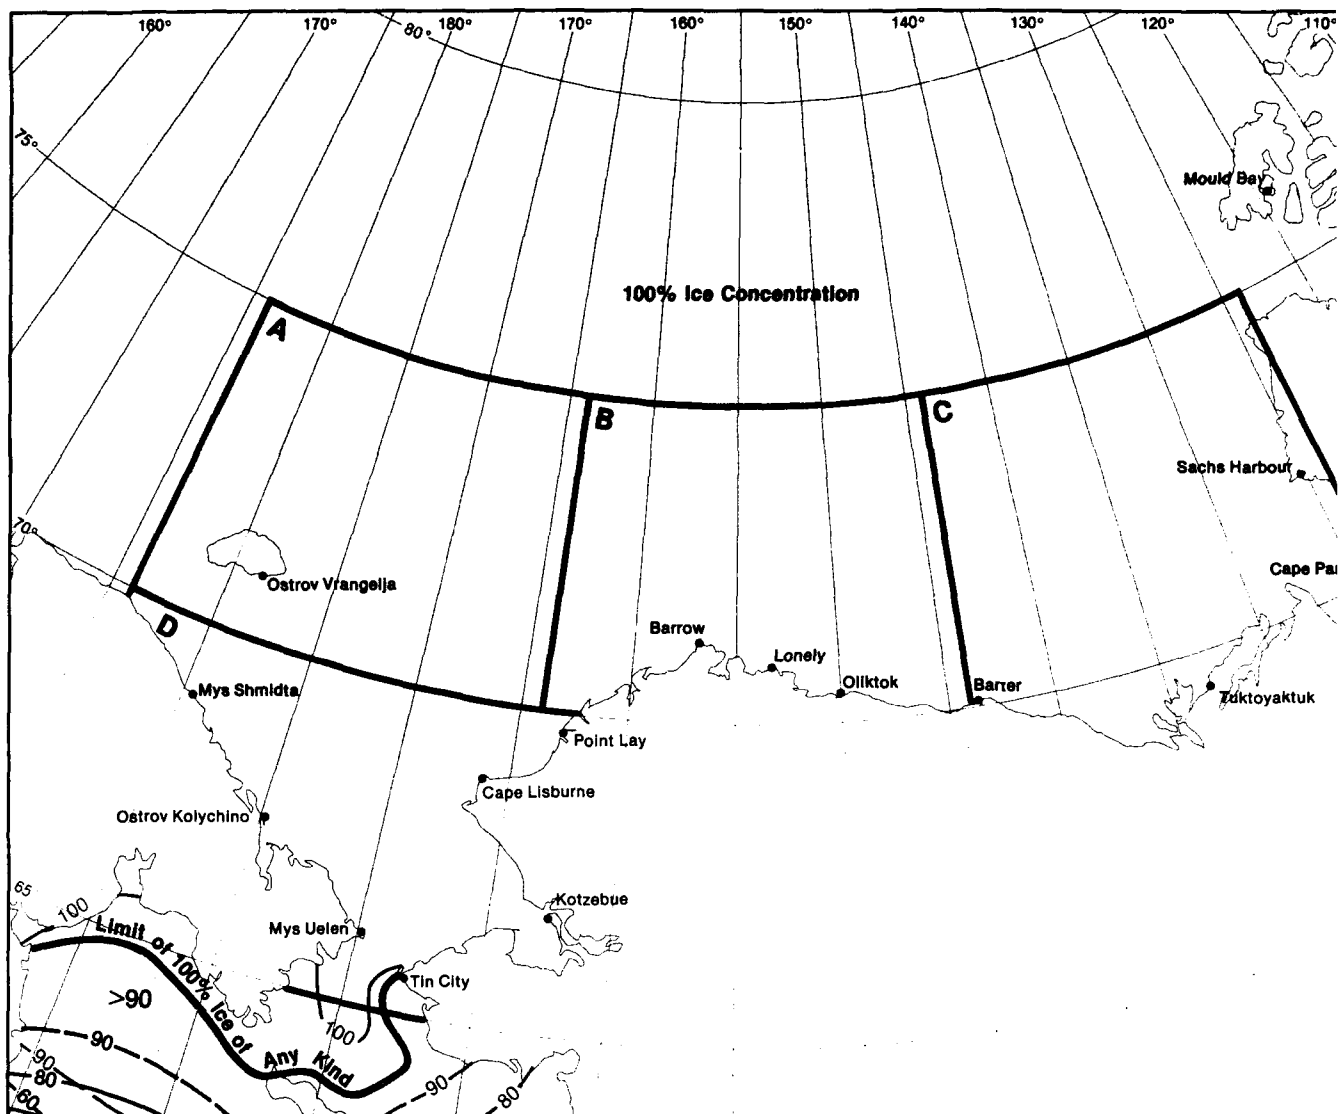 160°
170°
80°
180°
170°
160°
150°
140°
130°
120°
110°
75°
Mould Bay
100% Ice Concentration
A
B
C
Sachs Harbour
70°
Ostrov Vrangelja
Cape Par
D
Barrow
Lonely
Oliktok
Barter
Tuktoyaktuk
Mys Shmidta
Point Lay
Cape Lisburne
Ostrov Kolychino
65
100
Kotzebue
Limit of 100% Ice of Any Kind
Mys Uelen
Tin City
>90
100
90
90
80
60
90
80